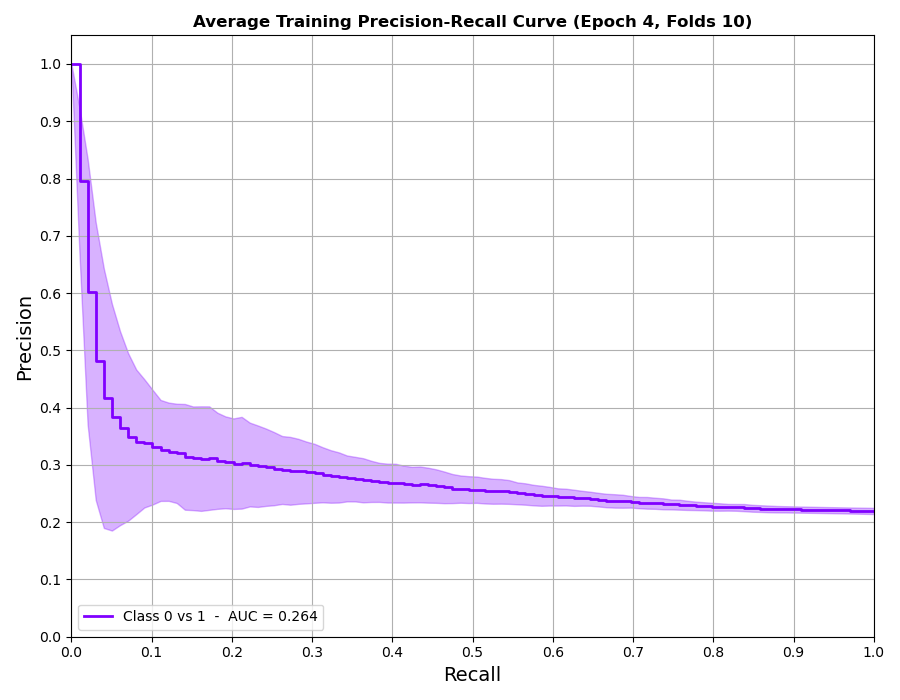 Average Training Precision-Recall Curve (Epoch 4, Folds 10)
1.0
0.9
0.8
0.7
0.6
0.5
0.4
0.3
0.2
0.1
0.0
Precision
Class 0 vs 1 - AUC = 0.264
0.0 0.1 0.2 0.3 0.4 0.5 0.6 0.7 0.8 0.9 1.0
Recall